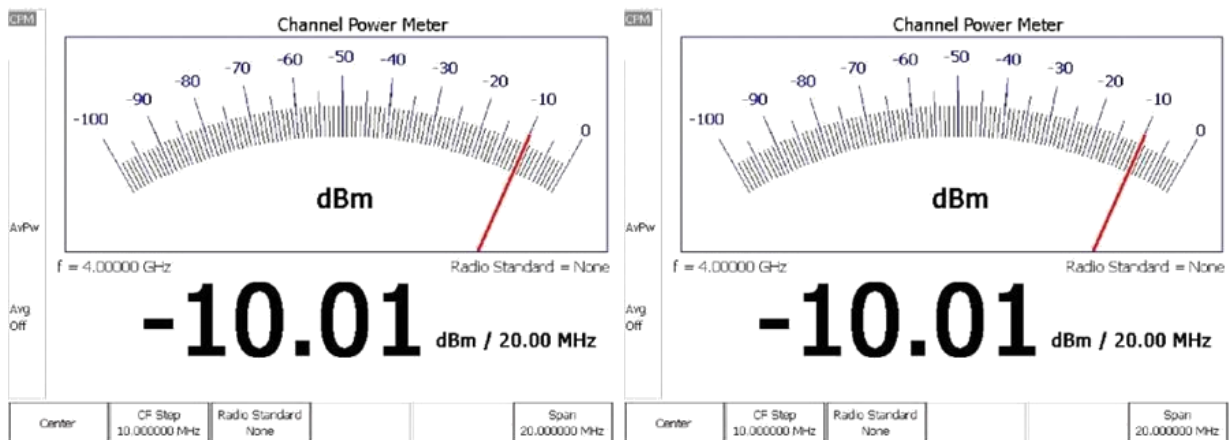 CPM
Channel Power Meter
-100
-90
-80
-70
-60
-50
-40
-30
-20
-10
0
dBm
AvPw
f = 4.00000 GHz
Radio Standard = None
Avg
Off
-10.01 dBm / 20.00 MHz
Center
CF Step
10.000000 MHz
Radio Standard
None
Span
20.000000 MHz
CPM
Channel Power Meter
-100
-90
-80
-70
-60
-50
-40
-30
-20
-10
0
dBm
AvPw
f = 4.00000 GHz
Radio Standard = None
Avg
Off
-10.01 dBm / 20.00 MHz
Center
CF Step
10.000000 MHz
Radio Standard
None
Span
20.000000 MHz